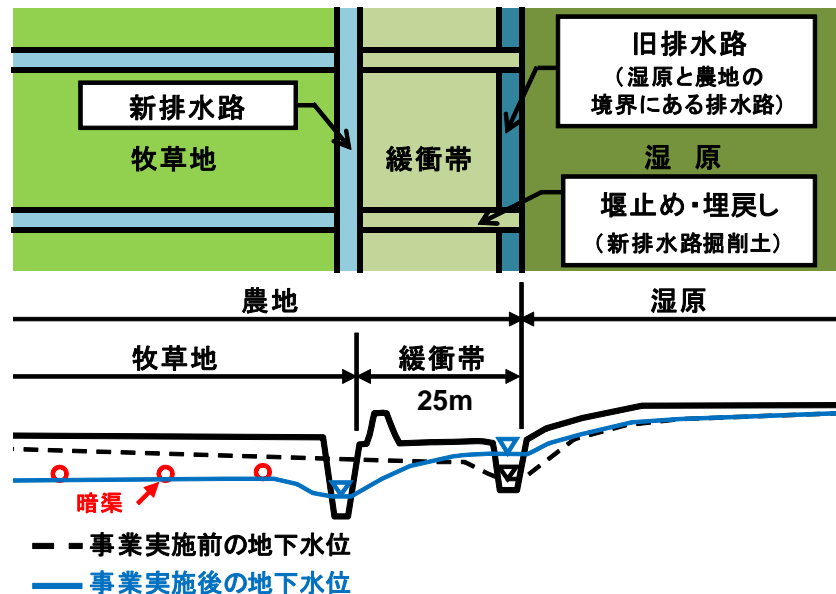 旧排水路
（湿原と農地の
境界にある排水路）
新排水路
牧草地
緩衝帯
湿 原
堰止め・埋戻し
（新排水路掘削土）
農地
湿原
牧草地
緩衝帯
25m
暗渠
事業実施前の地下水位
事業実施後の地下水位